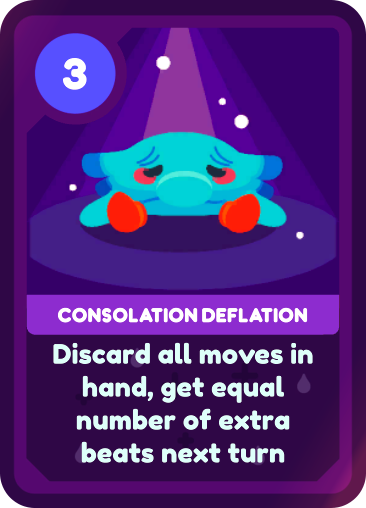 3
CONSOLATION DEFLATION
Discard all moves in
hand, get equal
number of extra
beats next turn